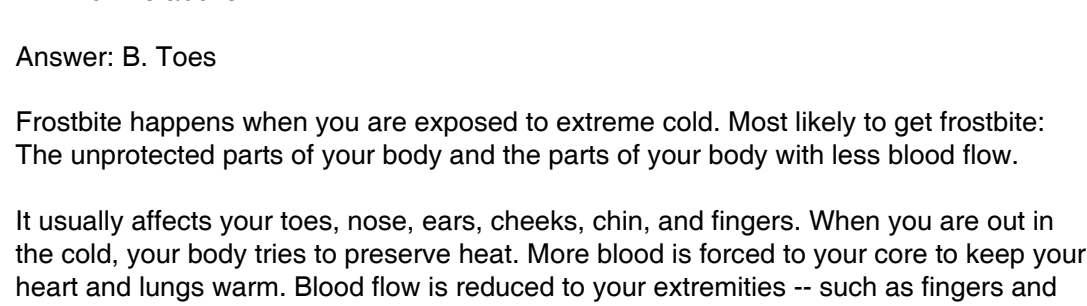 Answer: B. Toes
Frostbite happens when you are exposed to extreme cold. Most likely to get frostbite:
The unprotected parts of your body and the parts of your body with less blood flow.
It usually affects your toes, nose, ears, cheeks, chin, and fingers. When you are out in
the cold, your body tries to preserve heat. More blood is forced to your core to keep your
heart and lungs warm. Blood flow is reduced to your extremities -- such as fingers and